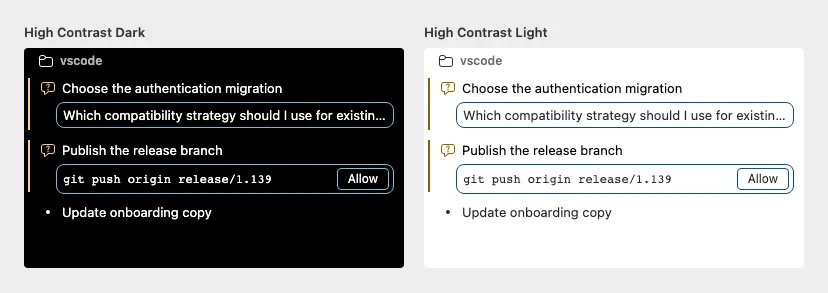 High Contrast Dark
vscode
Choose the authentication migration
Which compatibility strategy should I use for existin...
Publish the release branch
git push origin release/1.139
Allow
• Update onboarding copy
High Contrast Light
vscode
Choose the authentication migration
Which compatibility strategy should I use for existin...
Publish the release branch
git push origin release/1.139
Allow
• Update onboarding copy